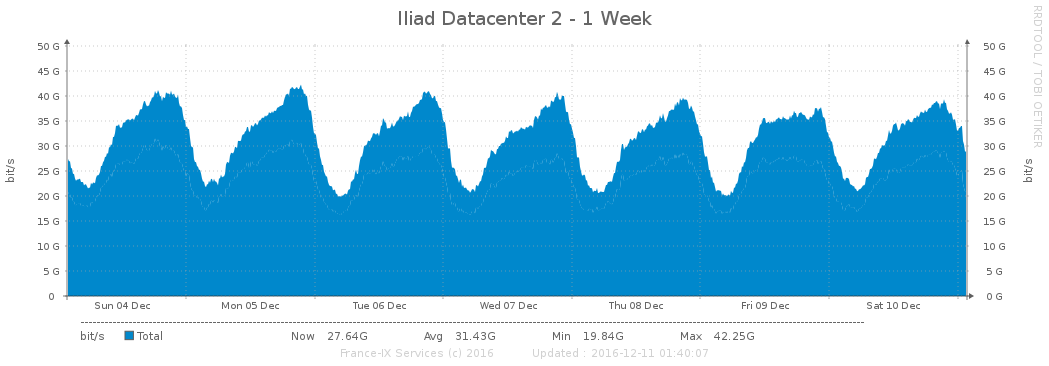 Iliad Datacenter 2 - 1 Week
RRDTOOL / TOBI OETIKER
bit/s
50 G 50 G
45 G 45 G
40 G 40 G
35 G 35 G
30 G 30 G
25 G 25 G
20 G 20 G
15 G 15 G
10 G 10 G
5 G 5 G
0 0 G
bit/s
Sun 04 Dec Mon 05 Dec Tue 06 Dec Wed 07 Dec Thu 08 Dec Fri 09 Dec Sat 10 Dec
bit/s Total Now 27.64G Avg 31.43G Min 19.84G Max 42.25G
France-IX Services (c) 2016 Updated : 2016-12-11 01:40:07